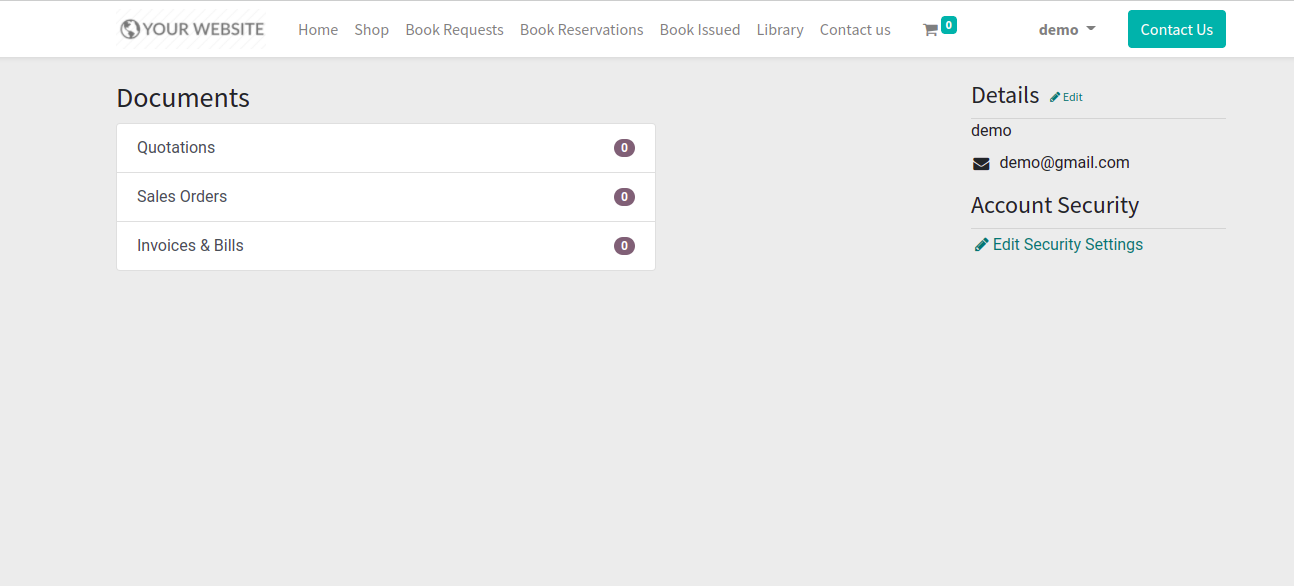 YOUR WEBSITE Home Shop Book Requests Book Reservations Book Issued Library Contact us 0 demo Contact Us
Documents
Quotations 0
Sales Orders 0
Invoices & Bills 0
Details Edit
demo
demo@gmail.com
Account Security
Edit Security Settings